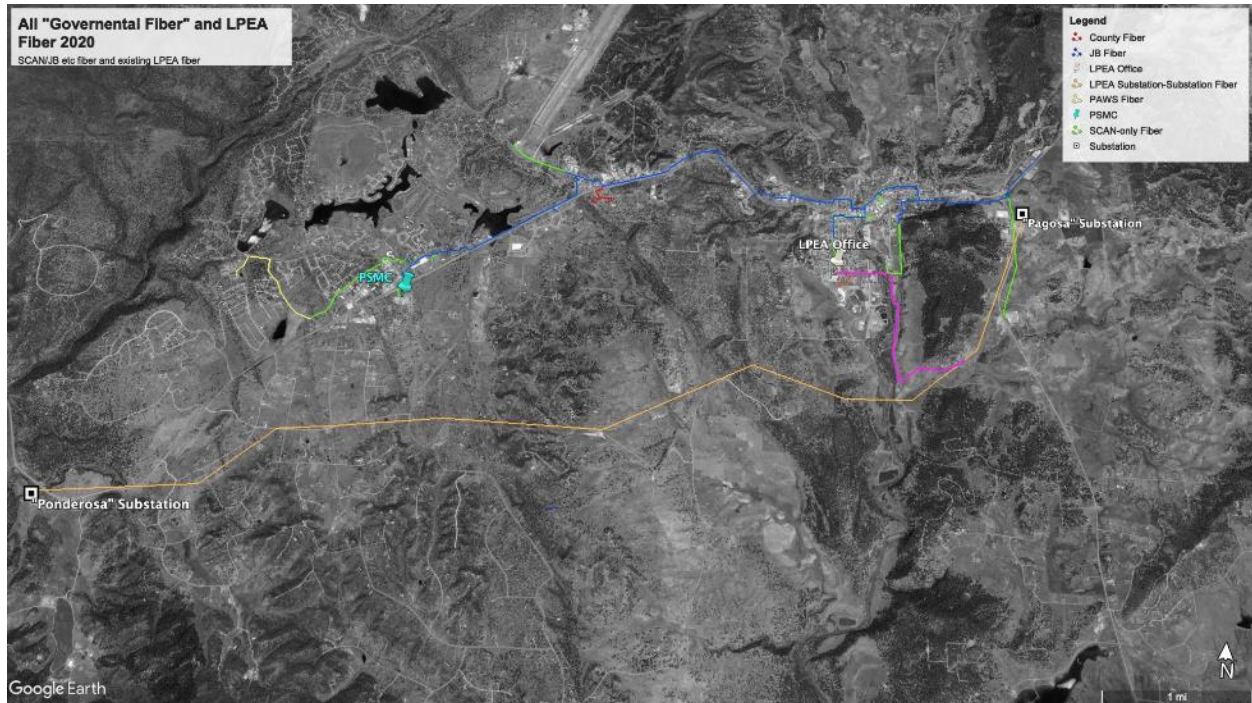 All "Governental Fiber" and LPEA
Fiber 2020
SCAN/JB etc fiber and existing LPEA fiber
Legend
County Fiber
JB Fiber
LPEA Office
LPEA Substation-Substation Fiber
PAWS Fiber
PSMC
SCAN-only Fiber
Substation
"Pagosa" Substation
LPEA Office
PSMC
"Ponderosa" Substation
Google Earth
N
1 mi